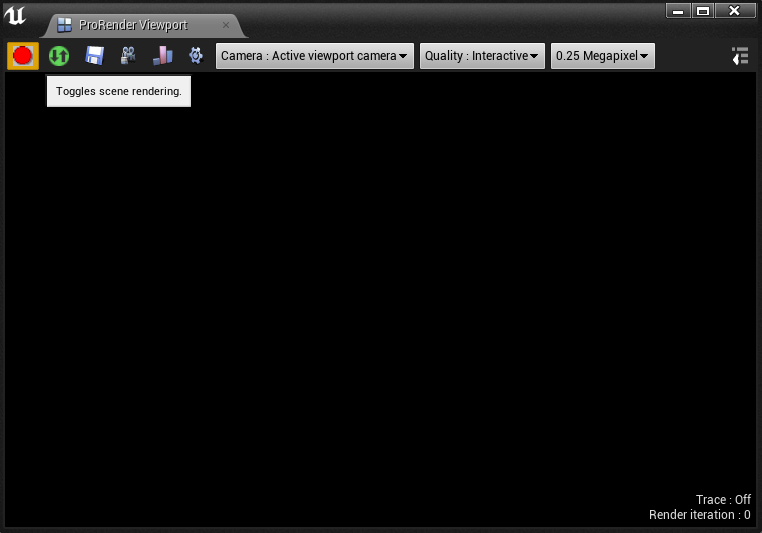 ProRender Viewport
Camera : Active viewport camera
Quality : Interactive
0.25 Megapixel
Toggles scene rendering.
Trace : Off
Render iteration : 0